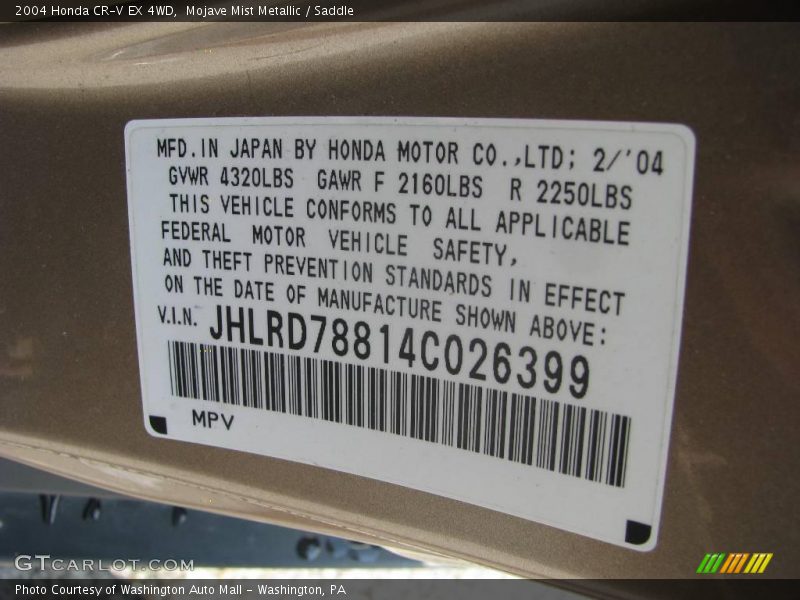 2004 Honda CR-V EX 4WD, Mojave Mist Metallic / Saddle
MFD.IN JAPAN BY HONDA MOTOR CO.,LTD; 2/'04
GVWR 4320LBS GAWR F 2160LBS R 2250LBS
THIS VEHICLE CONFORMS TO ALL APPLICABLE
FEDERAL MOTOR VEHICLE SAFETY,
AND THEFT PREVENTION STANDARDS IN EFFECT
ON THE DATE OF MANUFACTURE SHOWN ABOVE:
V.I.N. JHLRD78814C026399
MPV
GTCARLOT.COM
Photo Courtesy of Washington Auto Mall - Washington, PA